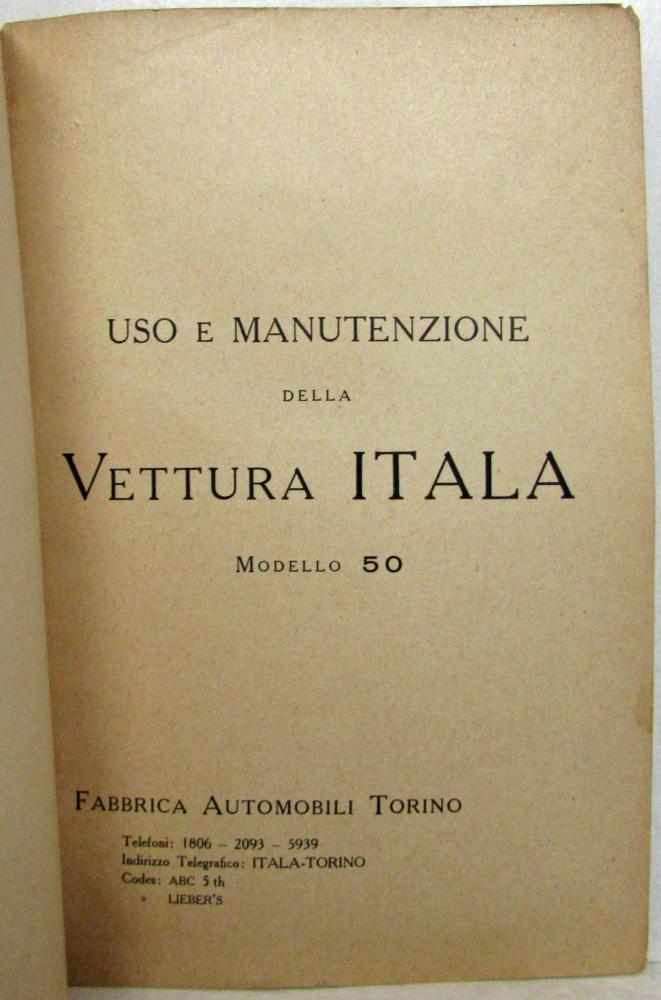 USO E MANUTENZIONE
DELLA
VETTURA ITALA
MODELLO 50
FABBRICA AUTOMOBILI TORINO
Telefoni: 1806 - 2093 - 5939
Indirizzo Telegrafico: ITALA-TORINO
Codes: ABC 5 th
» LIEBER'S